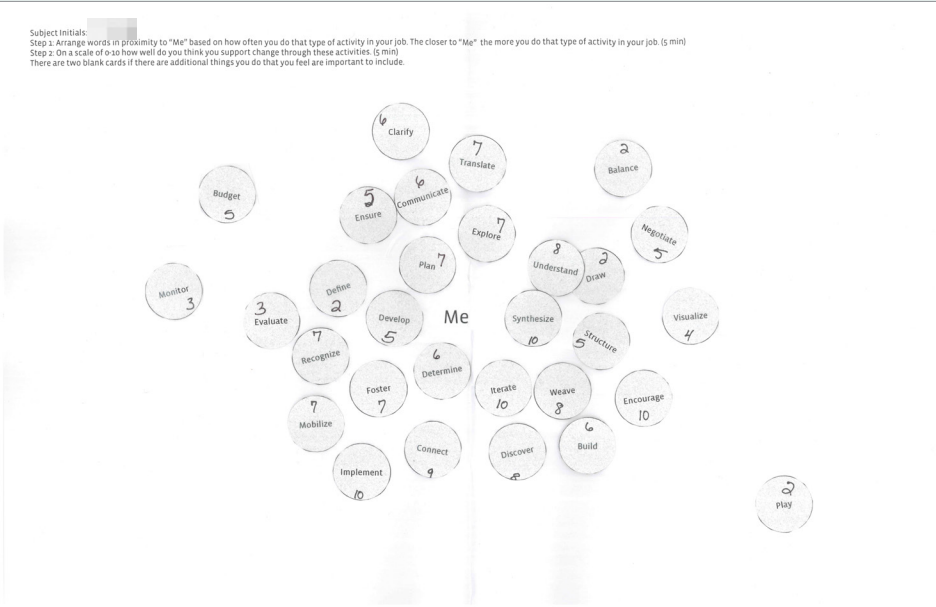 Subject Initials:
Step 1: Arrange words in proximity to "Me" based on how often you do that type of activity in your job. The closer to "Me" the more you do that type of activity in your job. (5 min)
Step 2: On a scale of 0-10 how well do you think you support change through these activities. (5 min)
There are two blank cards if there are additional things you do that you feel are important to include.
6
Clarify
7
Translate
2
Balance
Budget
5
5
Ensure
6
Communicate
7
Explore
Negotiate
5
Plan 7
8
Understand
2
Draw
Monitor
3
Define
2
3
Evaluate
Develop
5
Me
Synthesize
10
Structure
5
Visualize
4
7
Recognize
6
Determine
Foster
7
Iterate
10
Weave
8
Encourage
10
7
Mobilize
Connect
9
Discover
8
6
Build
Implement
10
2
Play